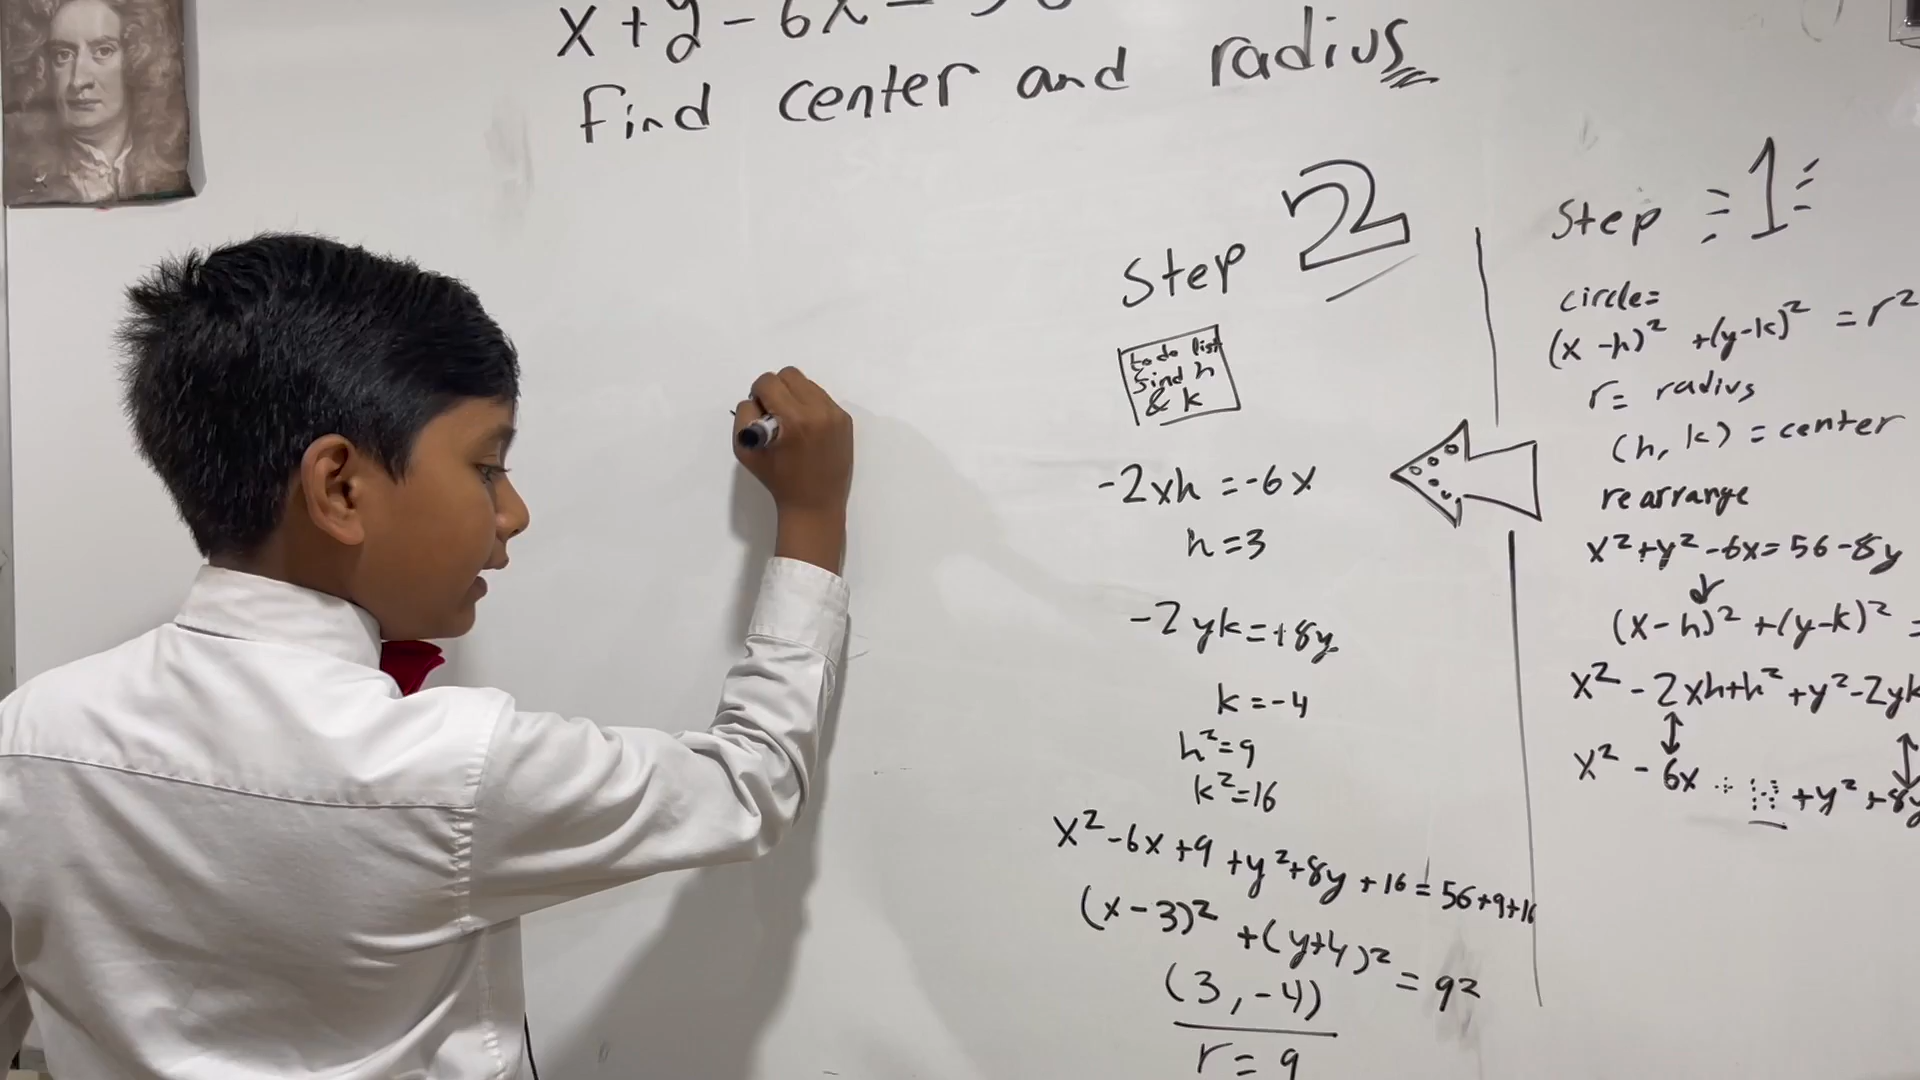 x + y - 6x =
Find center and radius
Step 2
to do list
find h
& k
-2xh = -6x
h = 3
-2yk = +8y
k = -4
h² = 9
k² = 16
x² - 6x + 9 + y² + 8y + 16 = 56 + 9 + 16
(x - 3)² + (y + 4)² = 9²
(3, -4)
r = 9
Step 1
circle =
(x - h)² + (y - k)² = r²
r = radius
(h, k) = center
rearrange
x² + y² - 6x = 56 - 8y
(x - h)² + (y - k)² =
x² - 2xh + h² + y² - 2yk
x² - 6x + + y² + 8y